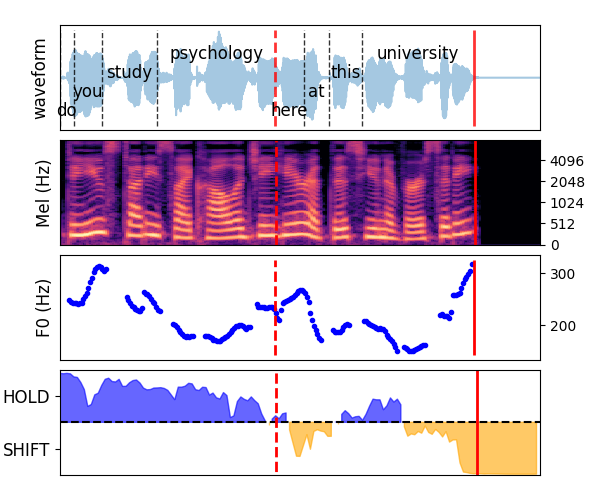 waveform
do
you
study
psychology
here
at
this
university
Mel (Hz)
4096
2048
1024
512
0
F0 (Hz)
300
200
HOLD
SHIFT